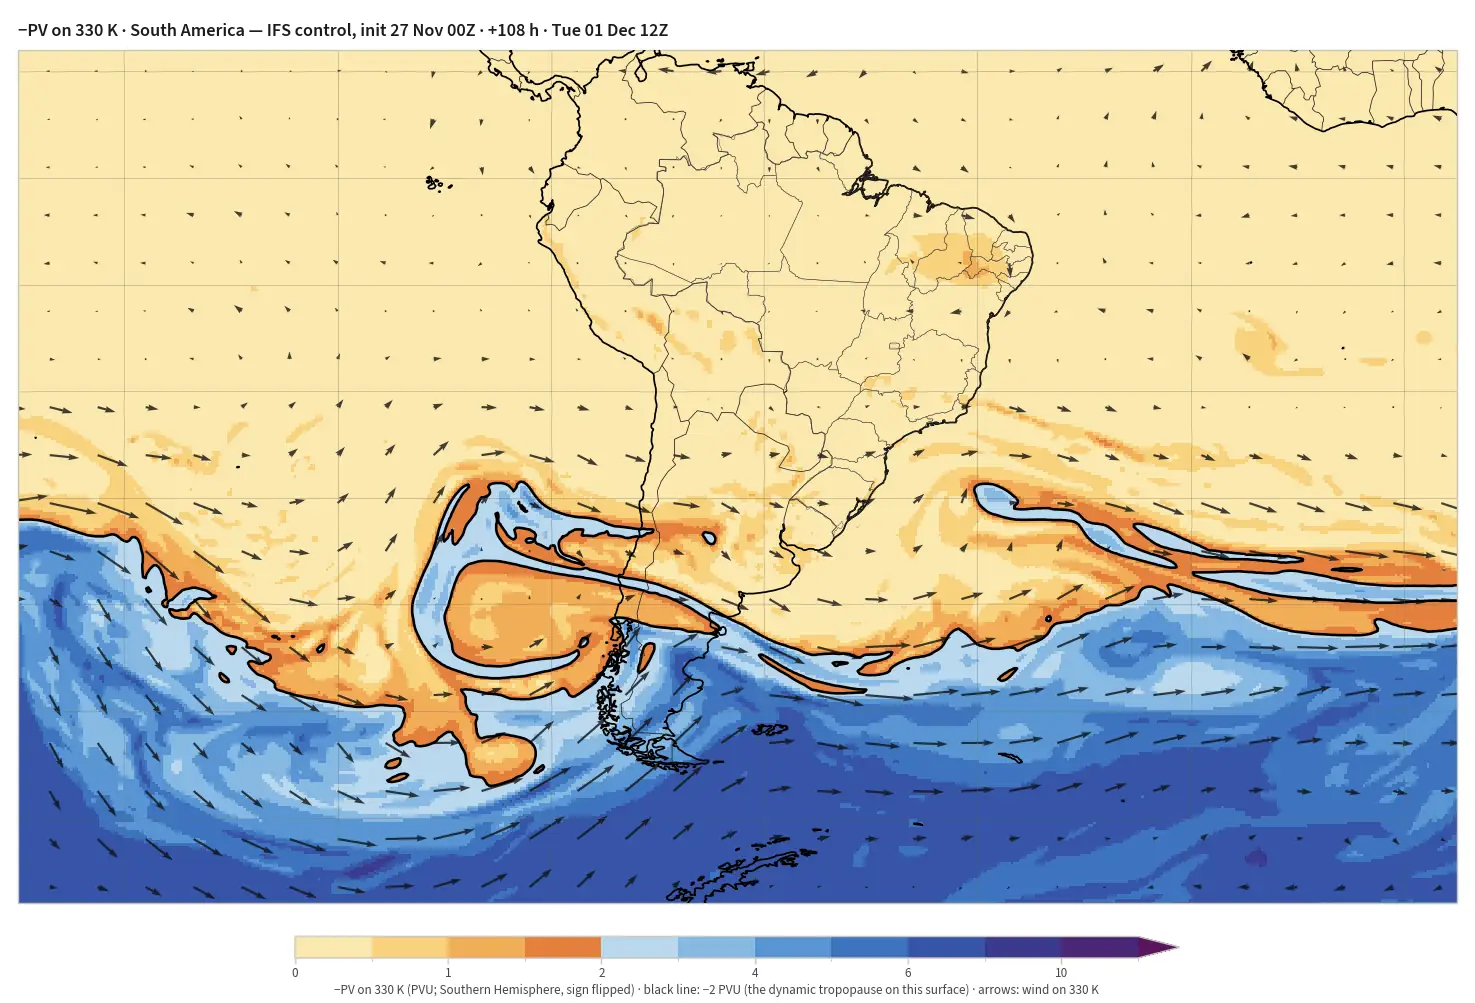 −PV on 330 K · South America — IFS control, init 27 Nov 00Z · +108 h · Tue 01 Dec 12Z
0 1 2 4 6 10
−PV on 330 K (PVU; Southern Hemisphere, sign flipped) · black line: −2 PVU (the dynamic tropopause on this surface) · arrows: wind on 330 K